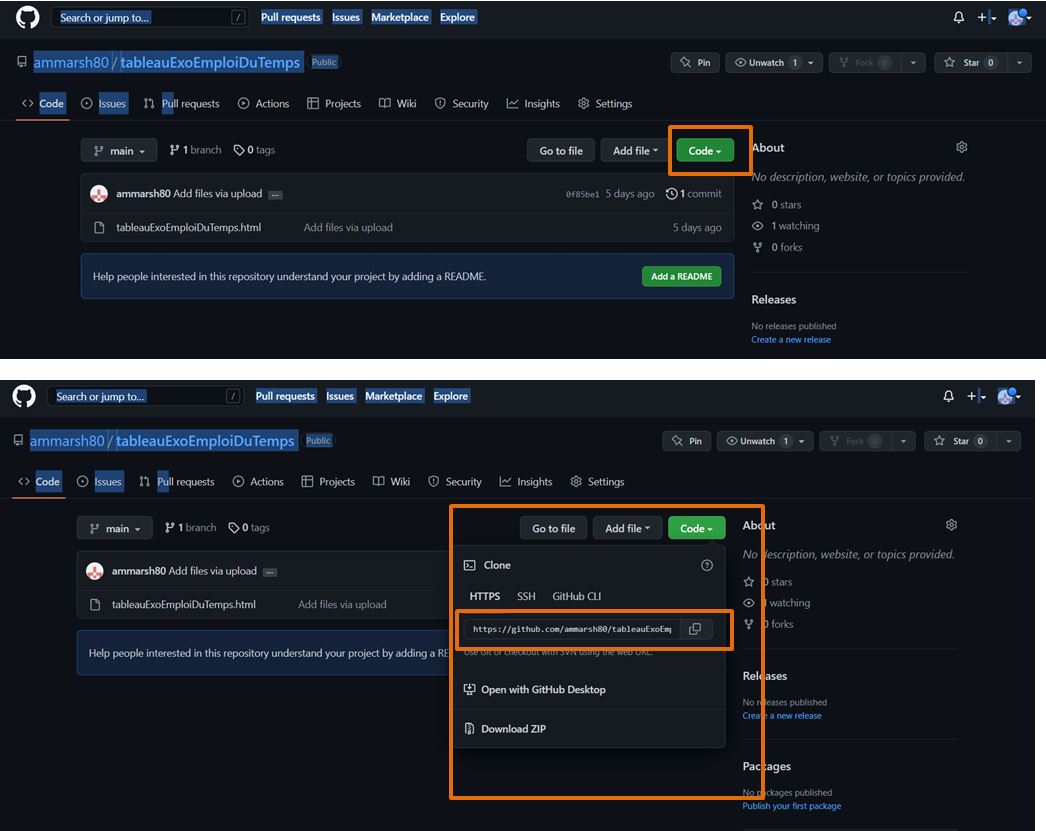 Search or jump to... /
Pull requests Issues Marketplace Explore
ammarsh80 / tableauExoEmploiDuTemps Public
Pin Unwatch 1 Fork 0 Star 0
Code Issues Pull requests Actions Projects Wiki Security Insights Settings
main 1 branch 0 tags Go to file Add file Code
ammarsh80 Add files via upload ... 0f85be1 5 days ago 1 commit
tableauExoEmploiDuTemps.html Add files via upload 5 days ago
Help people interested in this repository understand your project by adding a README. Add a README
About
No description, website, or topics provided.
0 stars
1 watching
0 forks
Releases
No releases published
Create a new release
Search or jump to... /
Pull requests Issues Marketplace Explore
ammarsh80 / tableauExoEmploiDuTemps Public
Pin Unwatch 1 Fork 0 Star 0
Code Issues Pull requests Actions Projects Wiki Security Insights Settings
main 1 branch 0 tags Go to file Add file Code
ammarsh80 Add files via upload ...
tableauExoEmploiDuTemps.html Add files via upload
Help people interested in this repository understand your project by adding a RE
Clone
HTTPS SSH GitHub CLI
https://github.com/ammarsh80/tableauExoEmp
Use Git or checkout with SVN using the web URL.
Open with GitHub Desktop
Download ZIP
About
No description, website, or topics provided.
0 stars
1 watching
0 forks
Releases
No releases published
Create a new release
Packages
No packages published
Publish your first package